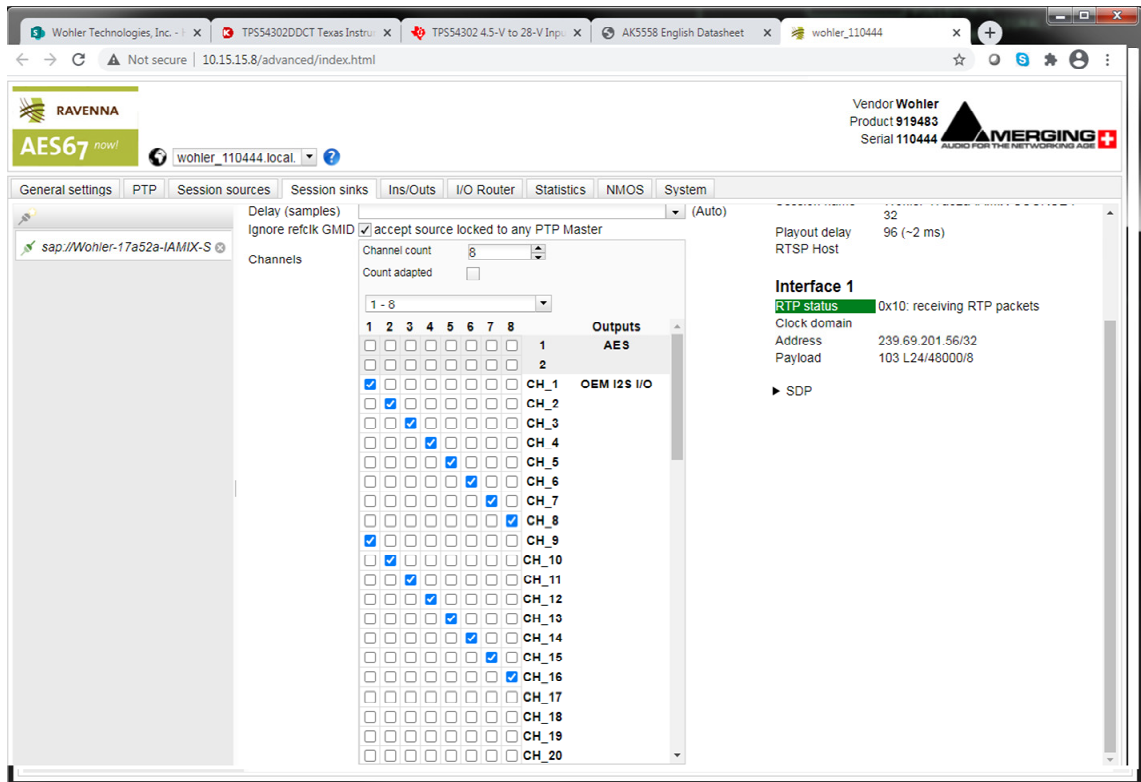 Wohler Technologies, Inc. -
TPS54302DDCT Texas Instru
TPS54302 4.5-V to 28-V Inpu
AK5558 English Datasheet
wohler_110444
Not secure | 10.15.15.8/advanced/index.html
RAVENNA
AES67 now!
wohler_110444.local.
Vendor Wohler
Product 919483
Serial 110444
MERGING
AUDIO FOR THE NETWORKING AGE
General settings PTP Session sources Session sinks Ins/Outs I/O Router Statistics NMOS System
sap://Wohler-17a52a-IAMIX-S
Delay (samples) (Auto)
Ignore refclk GMID accept source locked to any PTP Master
Channels
Channel count 8
Count adapted
1 - 8
1 2 3 4 5 6 7 8 Outputs
1 AES
2
CH_1 OEM I2S I/O
CH_2
CH_3
CH_4
CH_5
CH_6
CH_7
CH_8
CH_9
CH_10
CH_11
CH_12
CH_13
CH_14
CH_15
CH_16
CH_17
CH_18
CH_19
CH_20
32
Playout delay 96 (~2 ms)
RTSP Host
Interface 1
RTP status 0x10: receiving RTP packets
Clock domain
Address 239.69.201.56/32
Payload 103 L24/48000/8
SDP